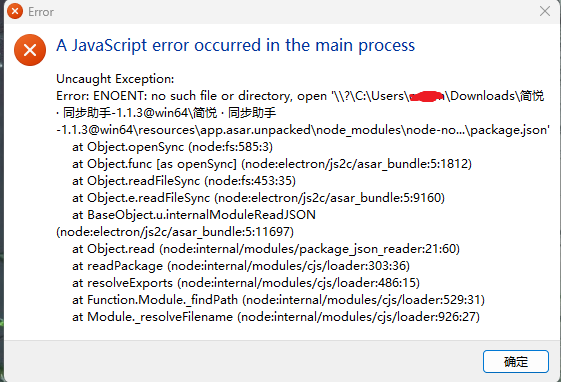 Error
A JavaScript error occurred in the main process
Uncaught Exception:
Error: ENOENT: no such file or directory, open '\\?\C:\Users\\Downloads\简悦
· 同步助手-1.1.3@win64\简悦 · 同步助手
-1.1.3@win64\resources\app.asar.unpacked\node_modules\node-no...\package.json'
at Object.openSync (node:fs:585:3)
at Object.func [as openSync] (node:electron/js2c/asar_bundle:5:1812)
at Object.readFileSync (node:fs:453:35)
at Object.e.readFileSync (node:electron/js2c/asar_bundle:5:9160)
at BaseObject.u.internalModuleReadJSON
(node:electron/js2c/asar_bundle:5:11697)
at Object.read (node:internal/modules/package_json_reader:21:60)
at readPackage (node:internal/modules/cjs/loader:303:36)
at resolveExports (node:internal/modules/cjs/loader:486:15)
at Function.Module._findPath (node:internal/modules/cjs/loader:529:31)
at Module._resolveFilename (node:internal/modules/cjs/loader:926:27)
确定